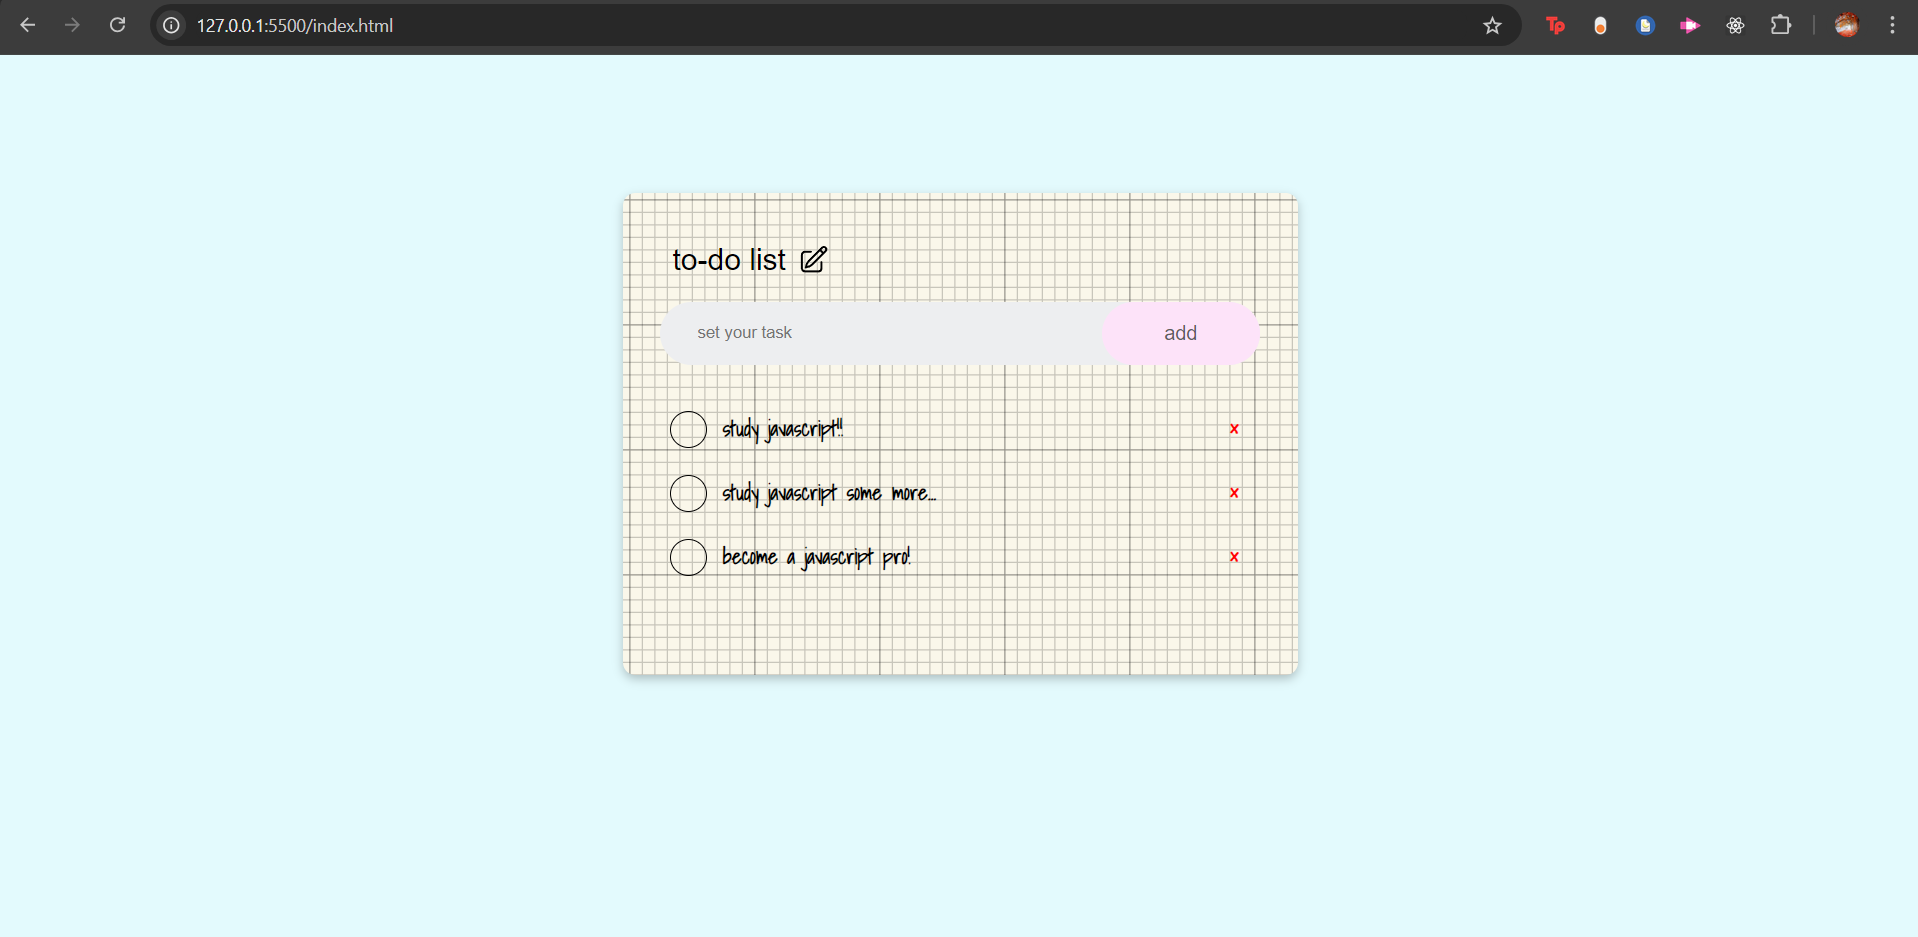 127.0.0.1:5500/index.html
Tp
to-do list
set your task
add
study javascript!!
x
study javascript some more...
x
become a javascript pro!
x